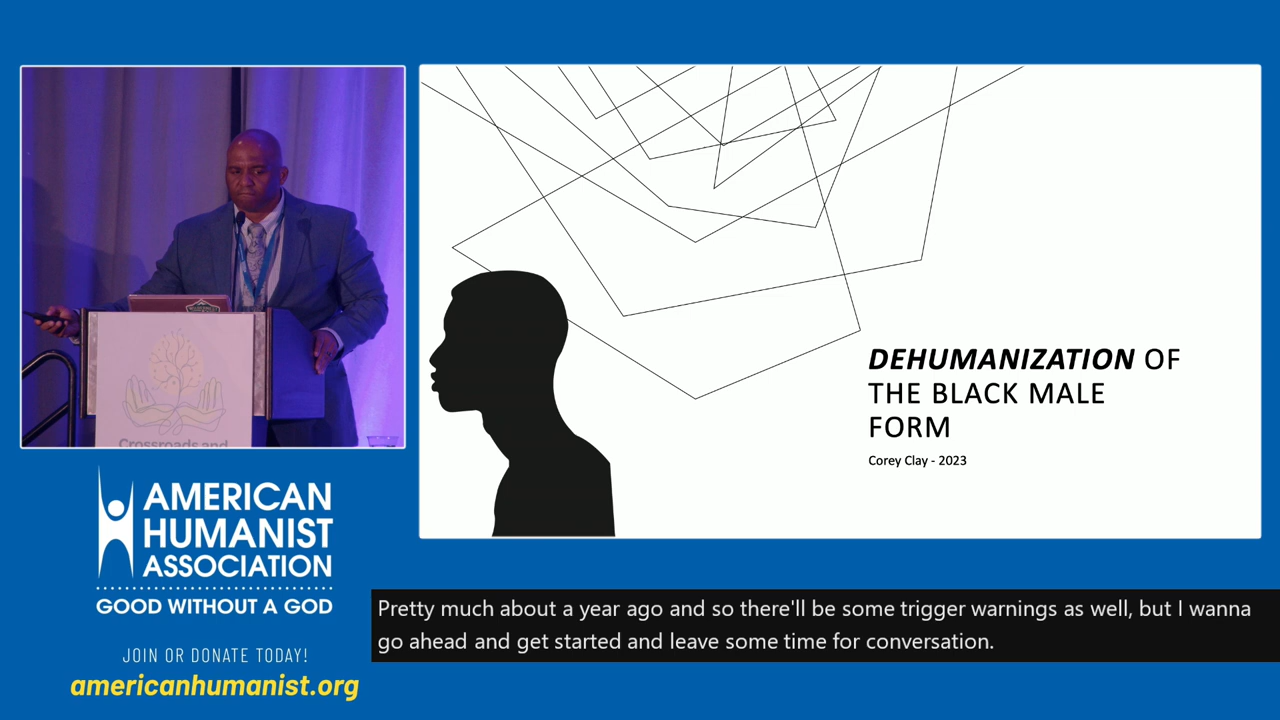 Crossroads and
AMERICAN
HUMANIST
ASSOCIATION
GOOD WITHOUT A GOD
JOIN OR DONATE TODAY!
americanhumanist.org
DEHUMANIZATION OF
THE BLACK MALE
FORM
Corey Clay - 2023
Pretty much about a year ago and so there'll be some trigger warnings as well, but I wanna
go ahead and get started and leave some time for conversation.